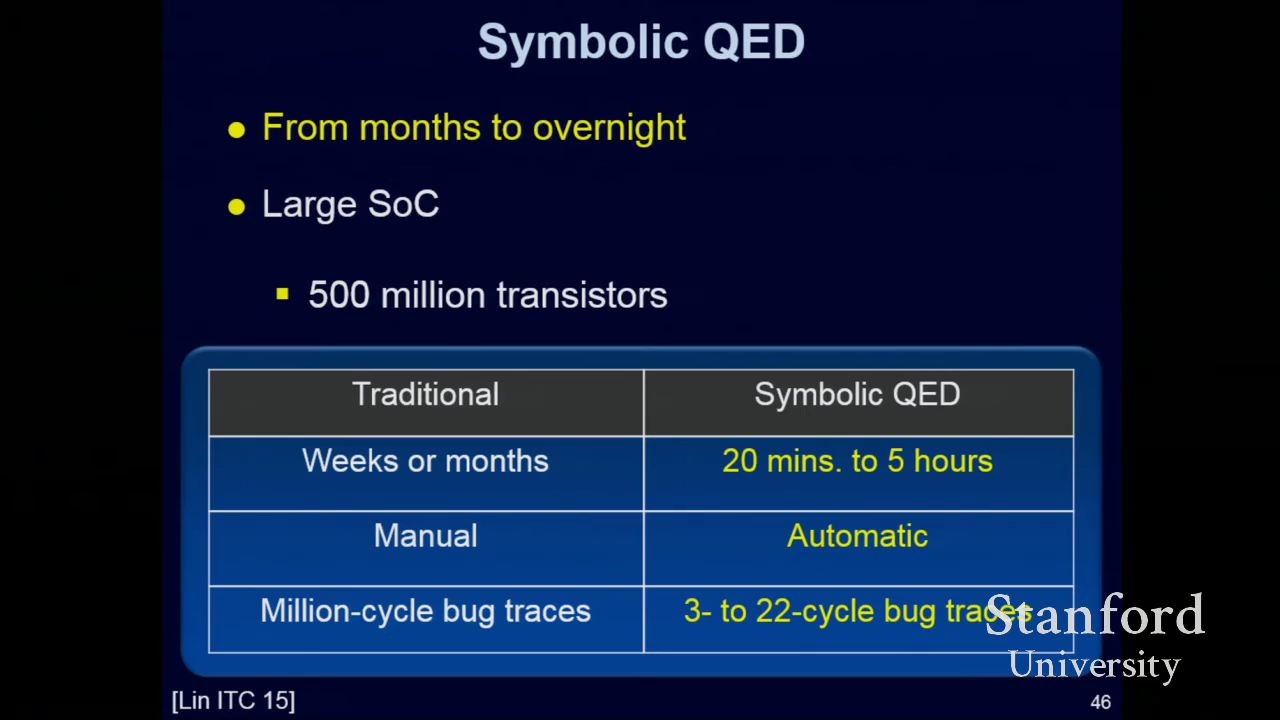 Symbolic QED
From months to overnight
Large SoC
500 million transistors
Traditional Symbolic QED
Weeks or months 20 mins. to 5 hours
Manual Automatic
Million-cycle bug traces 3- to 22-cycle bug traces
Stanford
University
[Lin ITC 15]
46